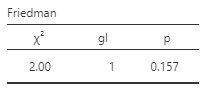 Friedman
χ² gl p
2.00 1 0.157